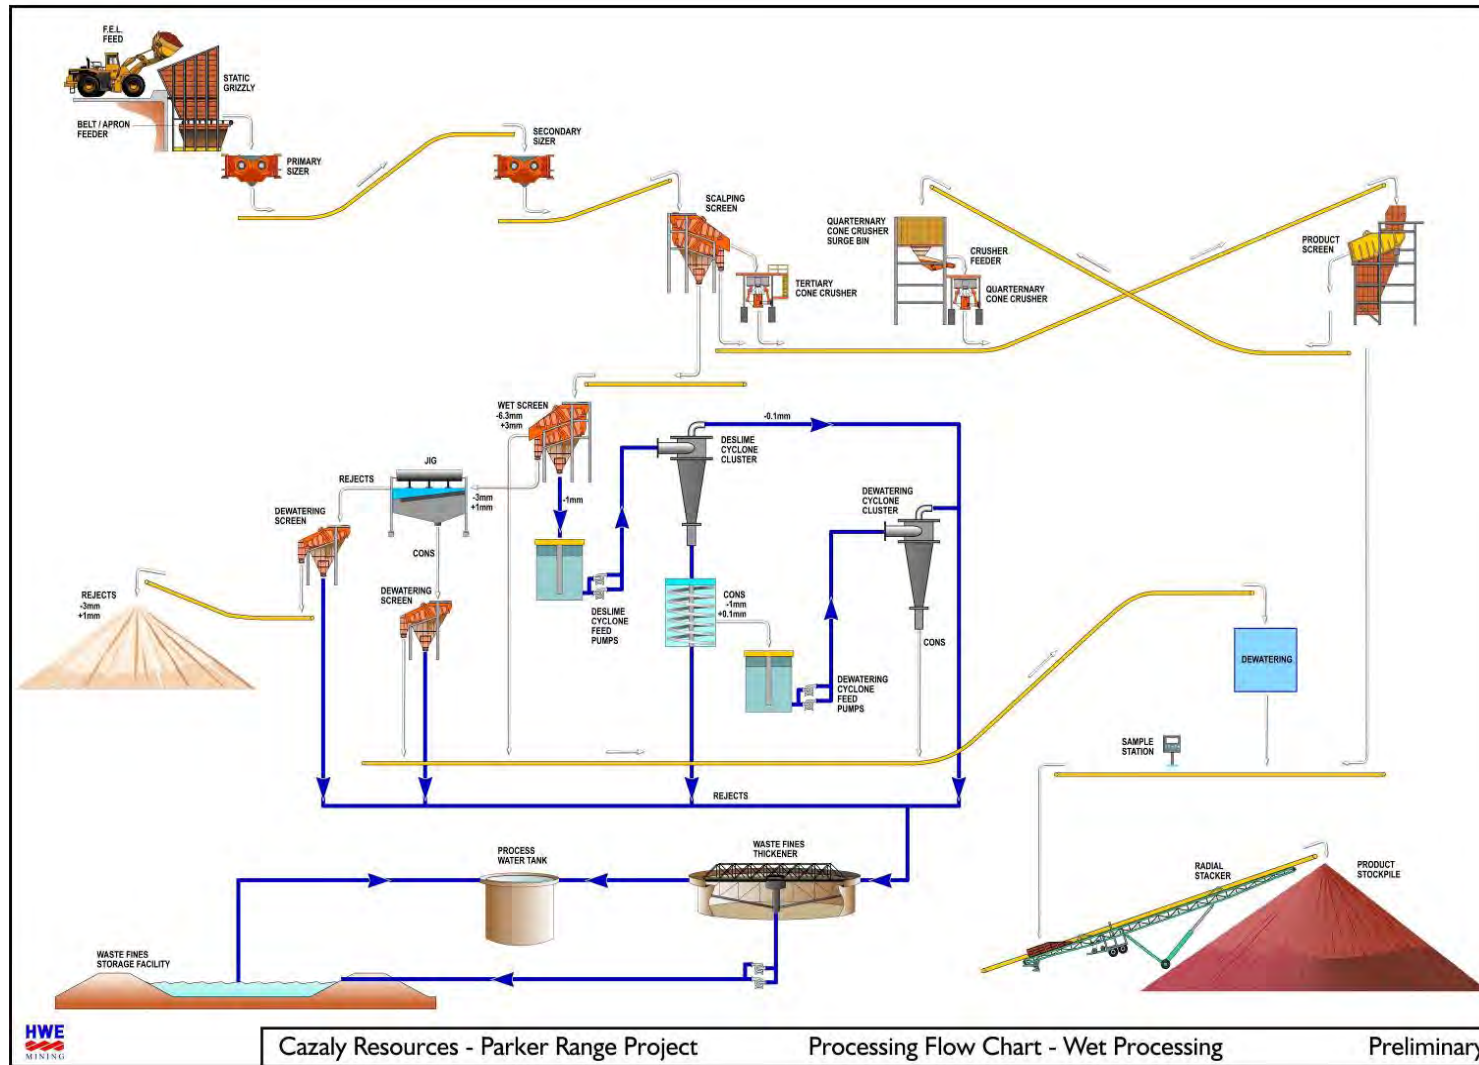 F.E.L.
FEED
STATIC
GRIZZLY
BELT / APRON
FEEDER
PRIMARY
SIZER
SECONDARY
SIZER
SCALPING
SCREEN
TERTIARY
CONE CRUSHER
QUARTERNARY
CONE CRUSHER
SURGE BIN
CRUSHER
FEEDER
QUARTERNARY
CONE CRUSHER
PRODUCT
SCREEN
WET SCREEN
-6.3mm
+3mm
-0.1mm
DESLIME
CYCLONE
CLUSTER
JIG
REJECTS
-3mm
+1mm
-1mm
DEWATERING
SCREEN
DEWATERING
CYCLONE
CLUSTER
CONS
DEWATERING
SCREEN
REJECTS
-3mm
+1mm
DESLIME
CYCLONE
FEED
PUMPS
CONS
-1mm
+0.1mm
CONS
DEWATERING
CYCLONE
FEED
PUMPS
DEWATERING
SAMPLE
STATION
REJECTS
PROCESS
WATER TANK
WASTE FINES
THICKENER
RADIAL
STACKER
PRODUCT
STOCKPILE
WASTE FINES
STORAGE FACILITY
HWE
MINING
Cazaly Resources - Parker Range Project Processing Flow Chart - Wet Processing Preliminary